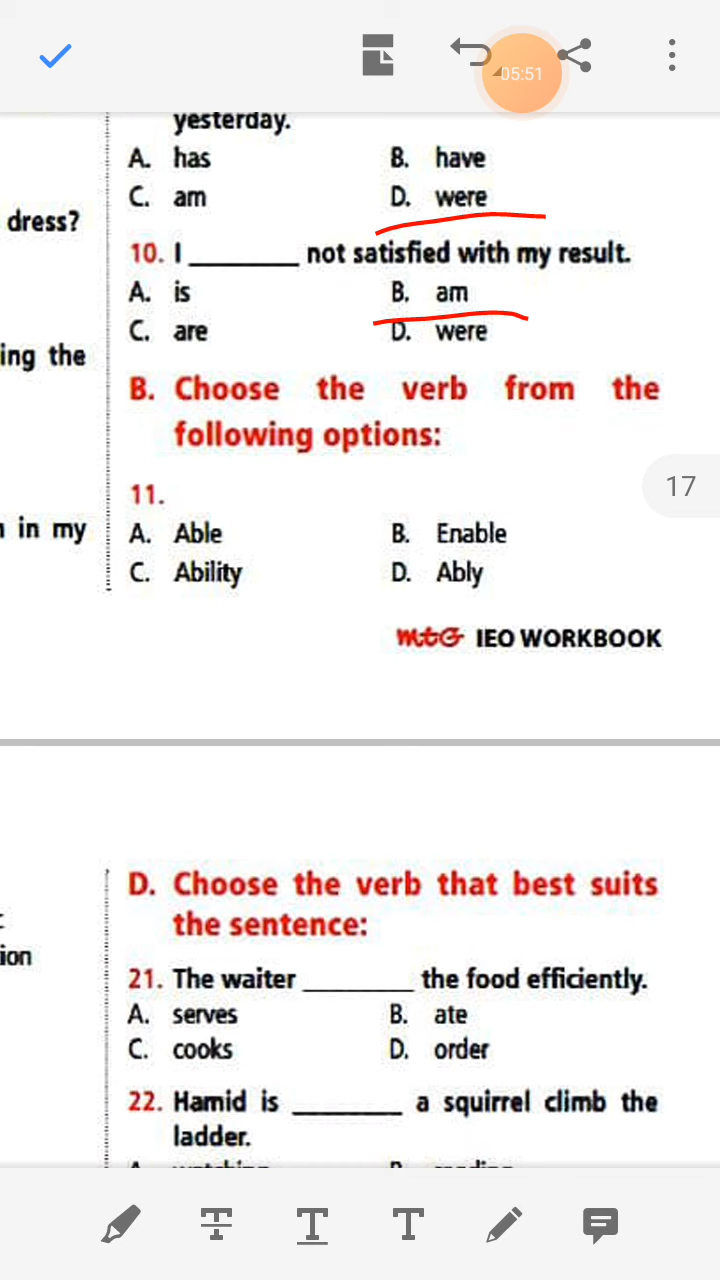 05:51
yesterday.
A. has B. have
C. am D. were
dress?
10. I ________ not satisfied with my result.
A. is B. am
C. are D. were
ing the
B. Choose the verb from the
following options:
17
11.
in my
A. Able B. Enable
C. Ability D. Ably
mtG IEO WORKBOOK
D. Choose the verb that best suits
the sentence:
ion
21. The waiter ________ the food efficiently.
A. serves B. ate
C. cooks D. order
22. Hamid is ________ a squirrel climb the
ladder.